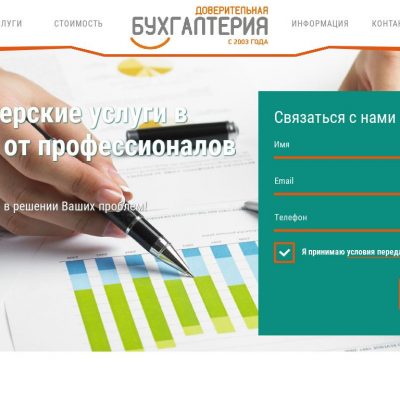 ЛУГИ СТОИМОСТЬ ИНФОРМАЦИЯ КОНТА
ДОВЕРИТЕЛЬНАЯ
БУХГАЛТЕРИЯ
С 2003 ГОДА
ерские услуги в
от профессионалов
в решении Ваших проблем!
Связаться с нами
Имя
Email
Телефон
Я принимаю условия переда